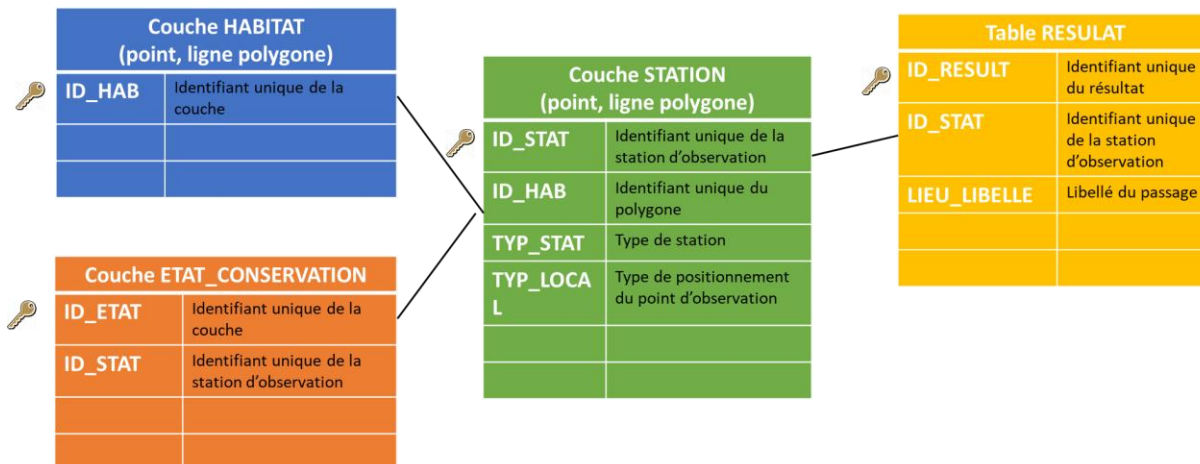 Couche HABITAT
(point, ligne polygone)
ID_HAB
Identifiant unique de la
couche
Couche ETAT_CONSERVATION
ID_ETAT
Identifiant unique de la
couche
ID_STAT
Identifiant unique de la
station d'observation
Couche STATION
(point, ligne polygone)
ID_STAT
Identifiant unique de la
station d'observation
ID_HAB
Identifiant unique du
polygone
TYP_STAT
Type de station
TYP_LOCA
L
Type de positionnement
du point d'observation
Table RESULAT
ID_RESULT
Identifiant unique
du résultat
ID_STAT
Identifiant unique
de la station
d'observation
LIEU_LIBELLE
Libellé du passage